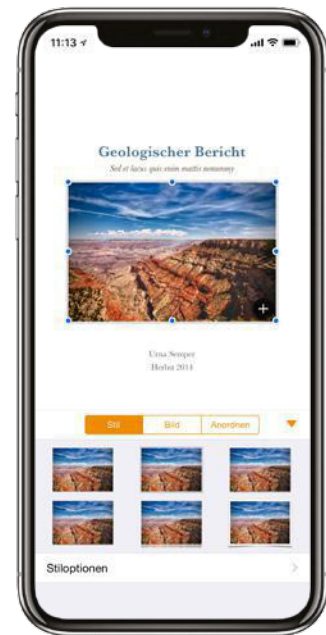 11:13
Geologischer Bericht
Sed et lacus quis enim mattis nonummy
Urna Semper
Herbst 2014
Stil Bild Anordnen
Stiloptionen